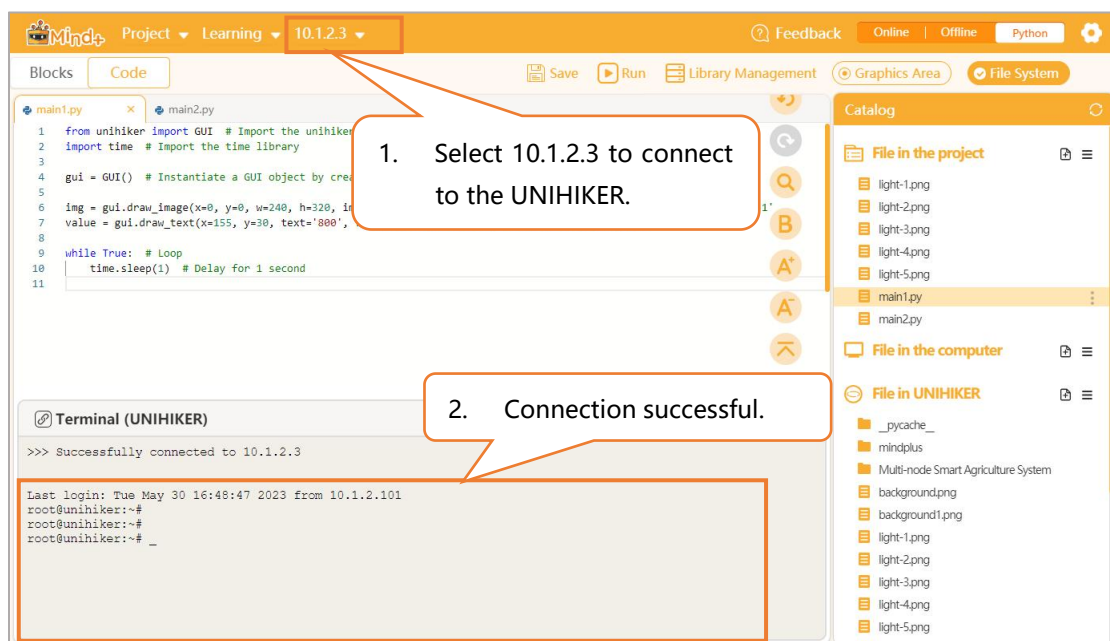 Mind+ Project Learning 10.1.2.3 Feedback Online Offline Python
Blocks Code Save Run Library Management Graphics Area File System
main1.py × main2.py
1 from unihiker import GUI # Import the unihiker
2 import time # Import the time library
3
4 gui = GUI() # Instantiate a GUI object by crea
5
6 img = gui.draw_image(x=0, y=0, w=240, h=320, i
7 value = gui.draw_text(x=155, y=30, text='800',
8
9 while True: # Loop
10 time.sleep(1) # Delay for 1 second
11
1. Select 10.1.2.3 to connect
to the UNIHIKER.
B
A+
A-
Terminal (UNIHIKER)
2. Connection successful.
>>> Successfully connected to 10.1.2.3
Last login: Tue May 30 16:48:47 2023 from 10.1.2.101
root@unihiker:~#
root@unihiker:~#
root@unihiker:~# _
Catalog
File in the project
light-1.png
light-2.png
light-3.png
light-4.png
light-5.png
main1.py
main2.py
File in the computer
File in UNIHIKER
_pycache_
mindplus
Multi-node Smart Agriculture System
background.png
background1.png
light-1.png
light-2.png
light-3.png
light-4.png
light-5.png